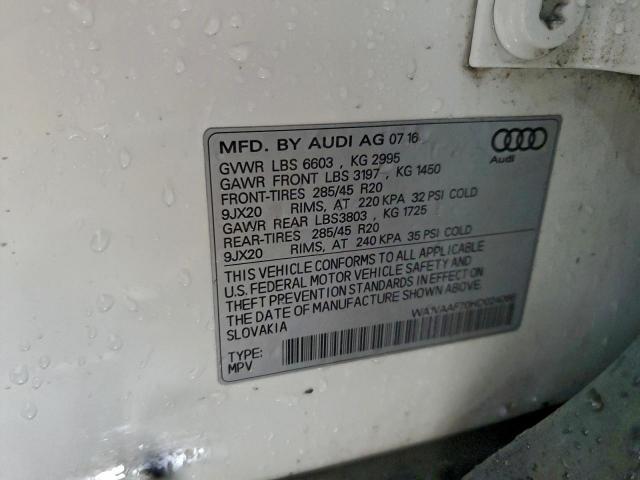 MFD. BY AUDI AG 07 16
GVWR LBS 6603 , KG 2995
GAWR FRONT LBS 3197 , KG 1450
FRONT-TIRES 285/45 R20
9JX20 RIMS, AT 220 KPA 32 PSI COLD
GAWR REAR LBS3803 , KG 1725
REAR-TIRES 285/45 R20
9JX20 RIMS, AT 240 KPA 35 PSI COLD
Audi
THIS VEHICLE CONFORMS TO ALL APPLICABLE
U.S. FEDERAL MOTOR VEHICLE SAFETY AND
THEFT PREVENTION STANDARDS IN EFFECT ON
THE DATE OF MANUFACTURE SHOWN ABOVE.
SLOVAKIA
TYPE:
MPV